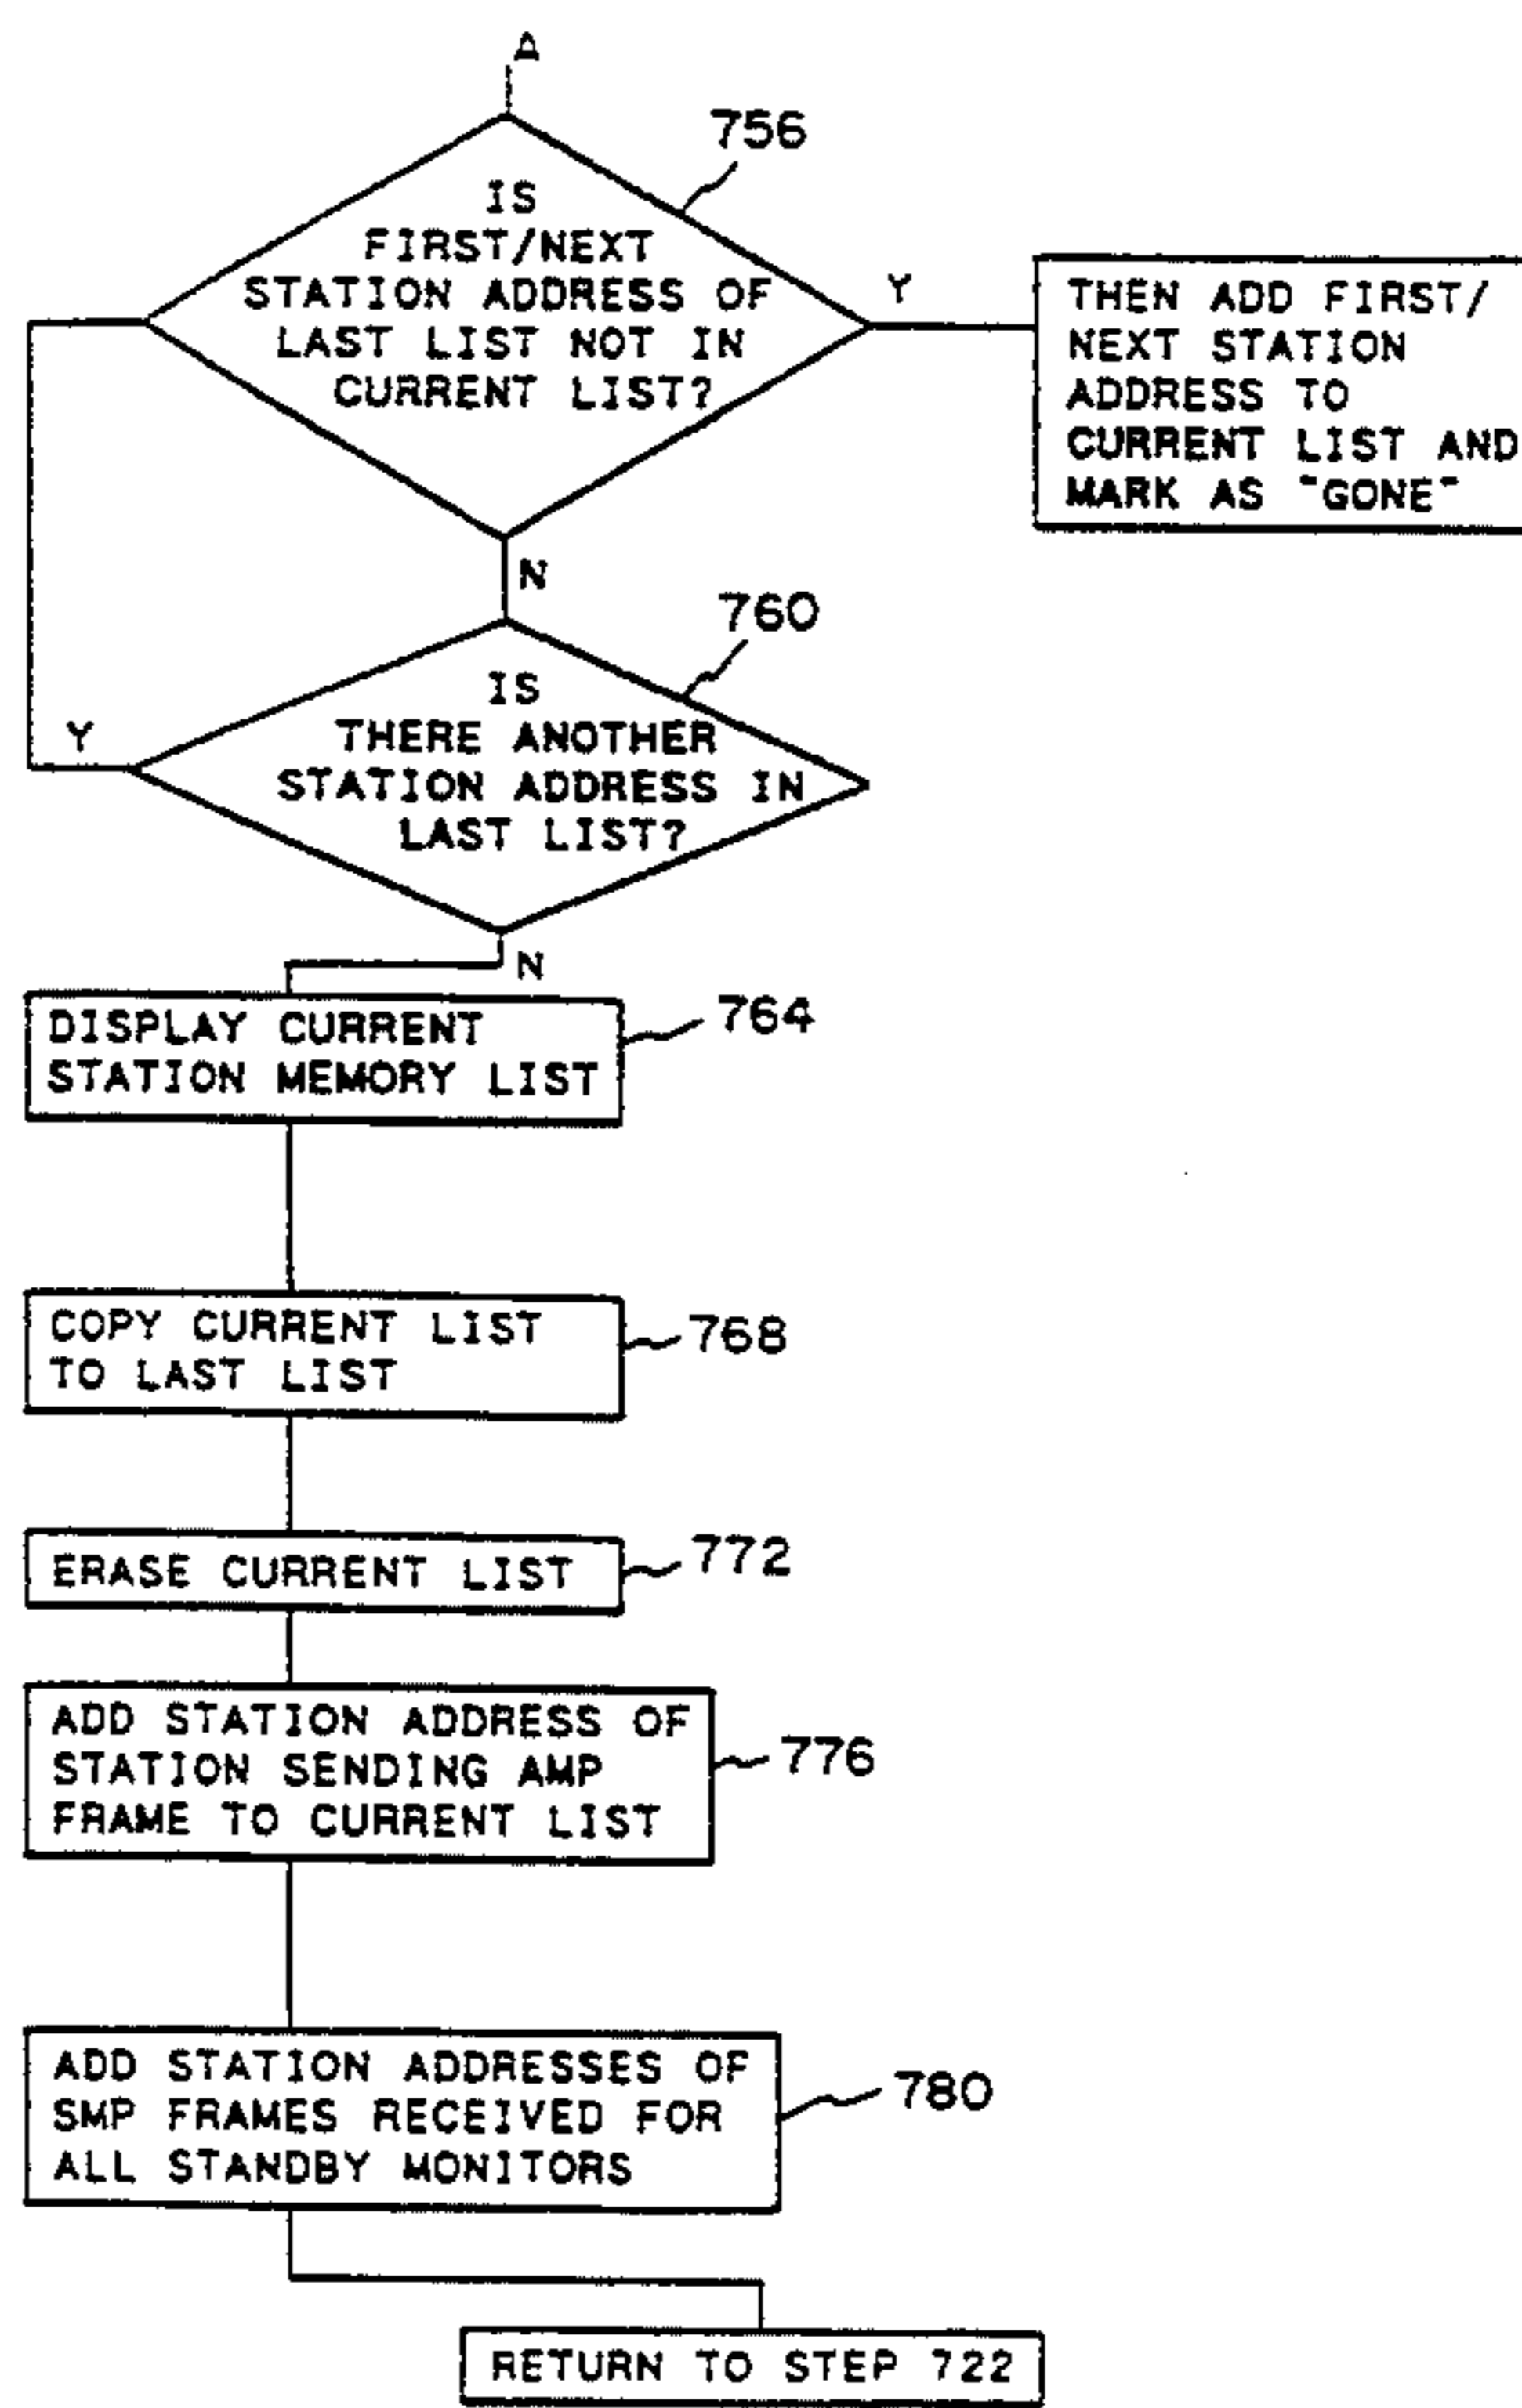 A
756
IS
FIRST/NEXT
STATION ADDRESS OF
LAST LIST NOT IN
CURRENT LIST?
Y
THEN ADD FIRST/
NEXT STATION
ADDRESS TO
CURRENT LIST AND
MARK AS "GONE"
N
760
IS
THERE ANOTHER
STATION ADDRESS IN
LAST LIST?
Y
N
DISPLAY CURRENT
STATION MEMORY LIST
764
COPY CURRENT LIST
TO LAST LIST
768
ERASE CURRENT LIST
772
ADD STATION ADDRESS OF
STATION SENDING AMP
FRAME TO CURRENT LIST
776
ADD STATION ADDRESSES OF
SMP FRAMES RECEIVED FOR
ALL STANDBY MONITORS
780
RETURN TO STEP 722